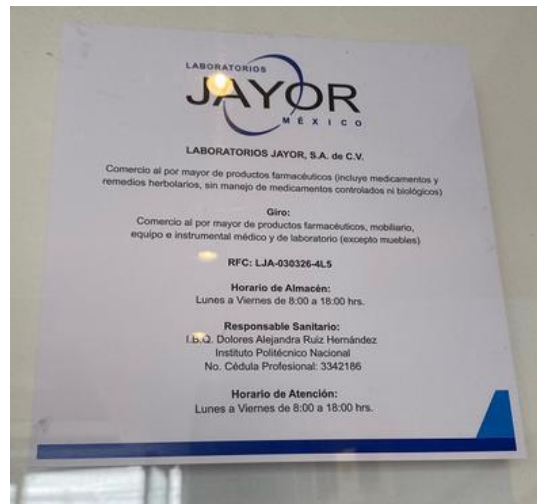 LABORATORIOS
JAYOR
MÉXICO
LABORATORIOS JAYOR, S.A. de C.V.
Comercio al por mayor de productos farmacéuticos (incluye medicamentos y
remedios herbolarios, sin manejo de medicamentos controlados ni biológicos)
Giro:
Comercio al por mayor de productos farmacéuticos, mobiliario,
equipo e instrumental médico y de laboratorio (excepto muebles)
RFC: LJA-030326-4L5
Horario de Almacén:
Lunes a Viernes de 8:00 a 18:00 hrs.
Responsable Sanitario:
I.B.Q. Dolores Alejandra Ruiz Hernández
Instituto Politécnico Nacional
No. Cédula Profesional: 3342186
Horario de Atención:
Lunes a Viernes de 8:00 a 18:00 hrs.